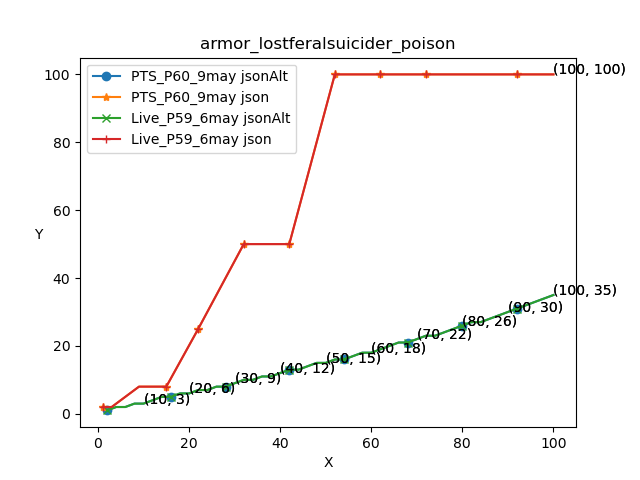 armor_lostferalsuicider_poison
PTS_P60_9may jsonAlt
PTS_P60_9may json
Live_P59_6may jsonAlt
Live_P59_6may json
(100, 100)
(100, 35)
(90, 30)
(80, 26)
(70, 22)
(60, 18)
(50, 15)
(40, 12)
(30, 9)
(20, 6)
(10, 3)
Y
100
80
60
40
20
0
0 20 40 60 80 100
X